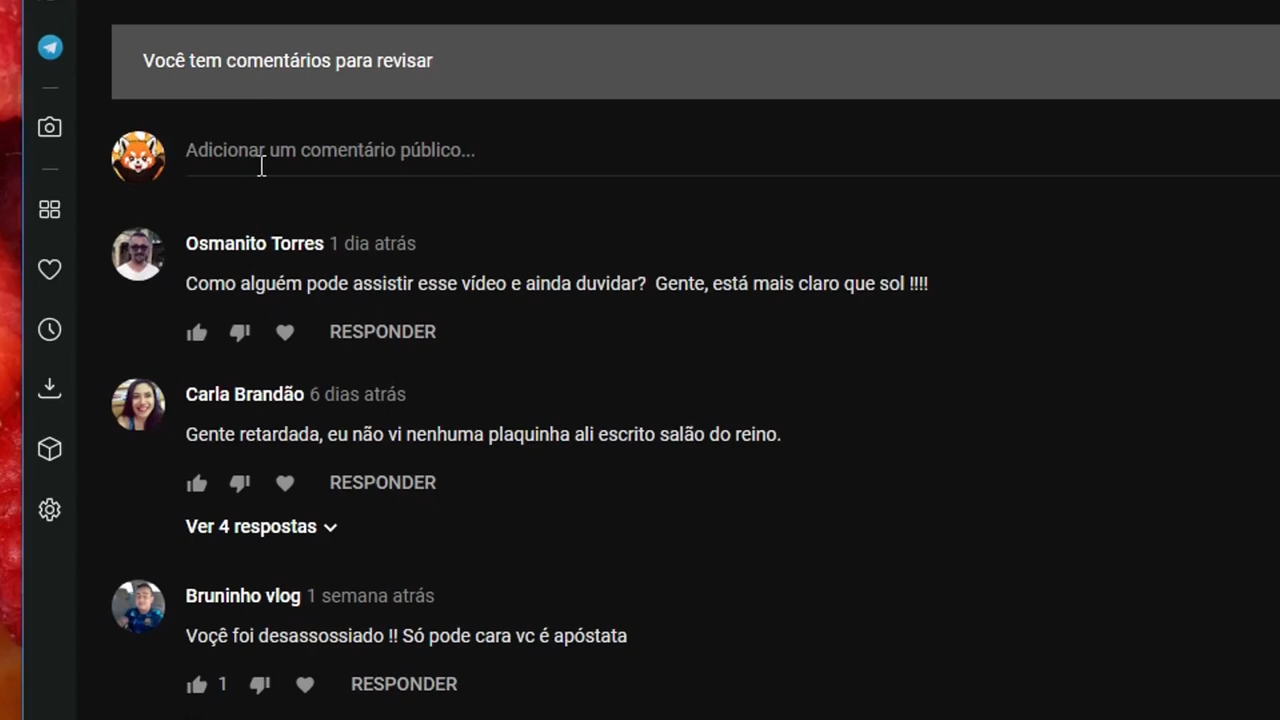 Você tem comentários para revisar
Adicionar um comentário público...
Osmanito Torres 1 dia atrás
Como alguém pode assistir esse vídeo e ainda duvidar?  Gente, está mais claro que sol !!!!
RESPONDER
Carla Brandão 6 dias atrás
Gente retardada, eu não vi nenhuma plaquinha ali escrito salão do reino.
RESPONDER
Ver 4 respostas
Bruninho vlog 1 semana atrás
Voçê foi desassossiado !! Só pode cara vc é apóstata
1 RESPONDER